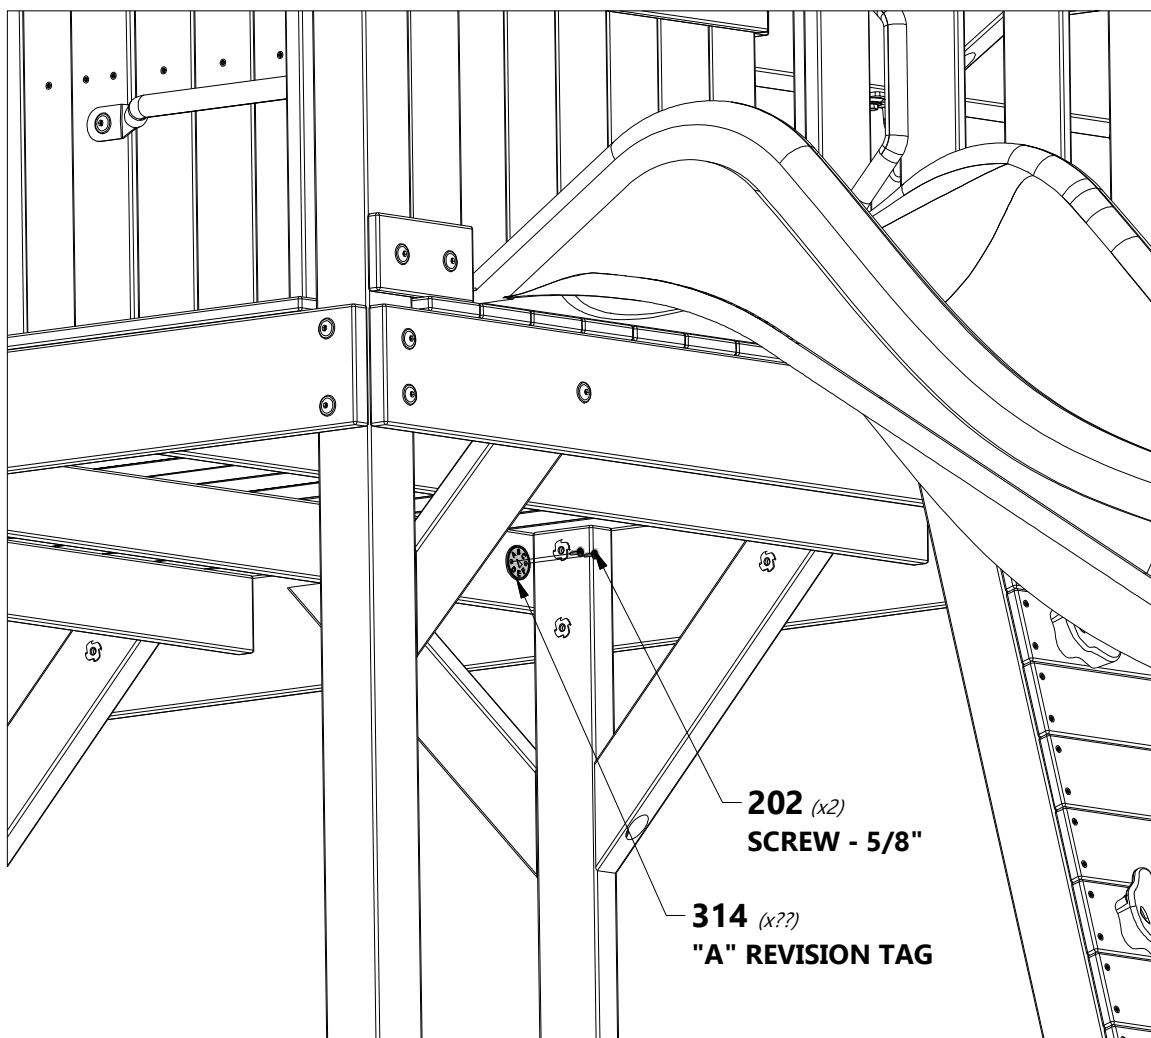 202 (x2)
SCREW - 5/8"
314 (x??)
"A" REVISION TAG